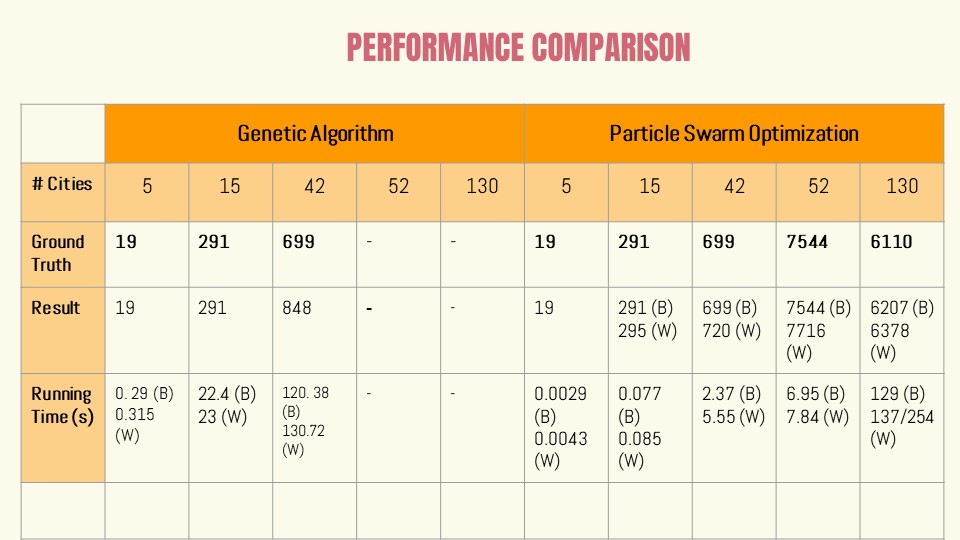 PERFORMANCE COMPARISON
Genetic Algorithm Particle Swarm Optimization
# Cities 5 15 42 52 130 5 15 42 52 130
Ground Truth 19 291 699 - - 19 291 699 7544 6110
Result 19 291 848 - - 19 291 (B) 295 (W) 699 (B) 720 (W) 7544 (B) 7716 (W) 6207 (B) 6378 (W)
Running Time (s) 0. 29 (B) 0.315 (W) 22.4 (B) 23 (W) 120. 38 (B) 130.72 (W) - - 0.0029 (B) 0.0043 (W) 0.077 (B) 0.085 (W) 2.37 (B) 5.55 (W) 6.95 (B) 7.84 (W) 129 (B) 137/254 (W)